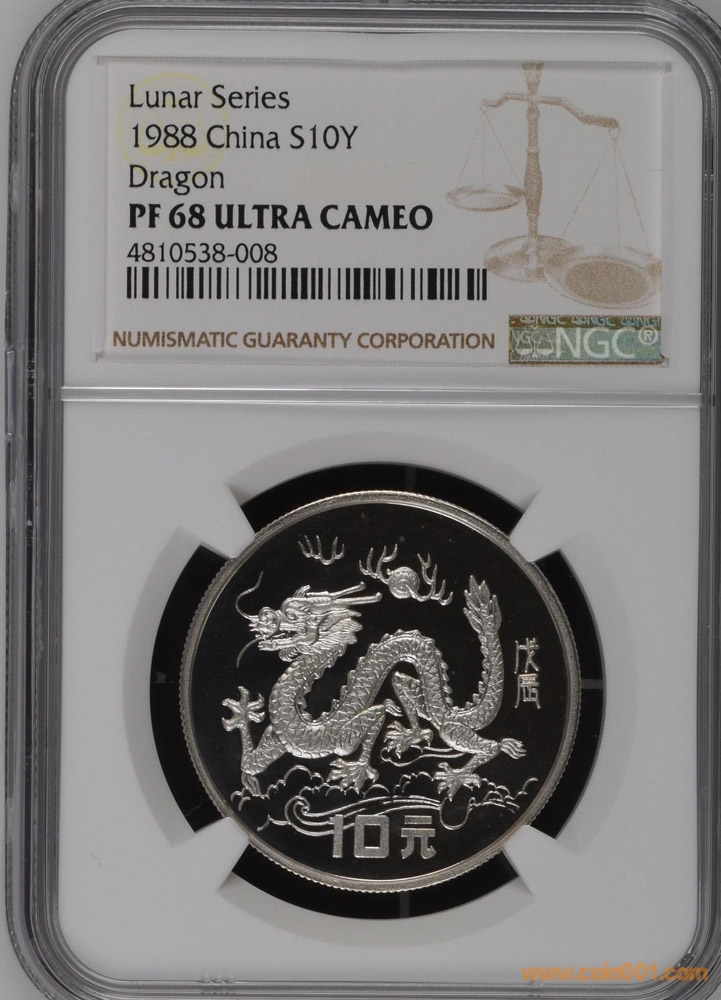 Lunar Series
1988 China S10Y
Dragon
PF 68 ULTRA CAMEO
4810538-008
NUMISMATIC GUARANTY CORPORATION
NGC®
戊辰
10元
www.coin001.com